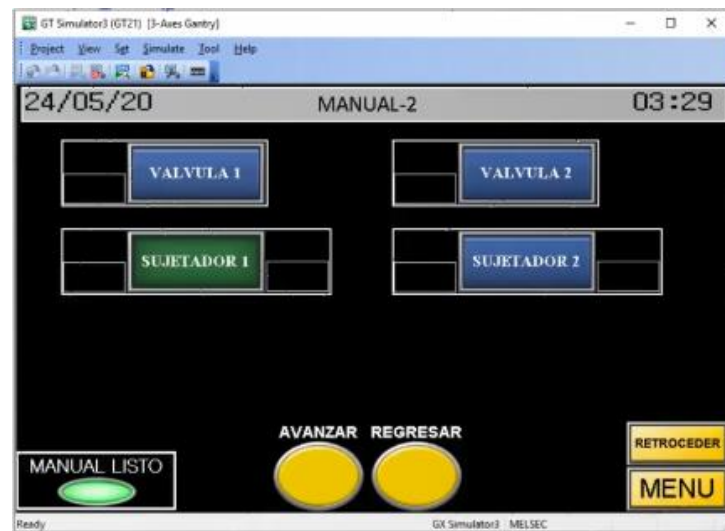 GT Simulator3 (GT21) [3-Axes Gantry]
Project View Set Simulate Tool Help
24/05/20 MANUAL-2 03:29
VALVULA 1 VALVULA 2
SUJETADOR 1 SUJETADOR 2
AVANZAR REGRESAR
RETROCEDER
MANUAL LISTO
MENU
Ready GX Simulator3 MELSEC